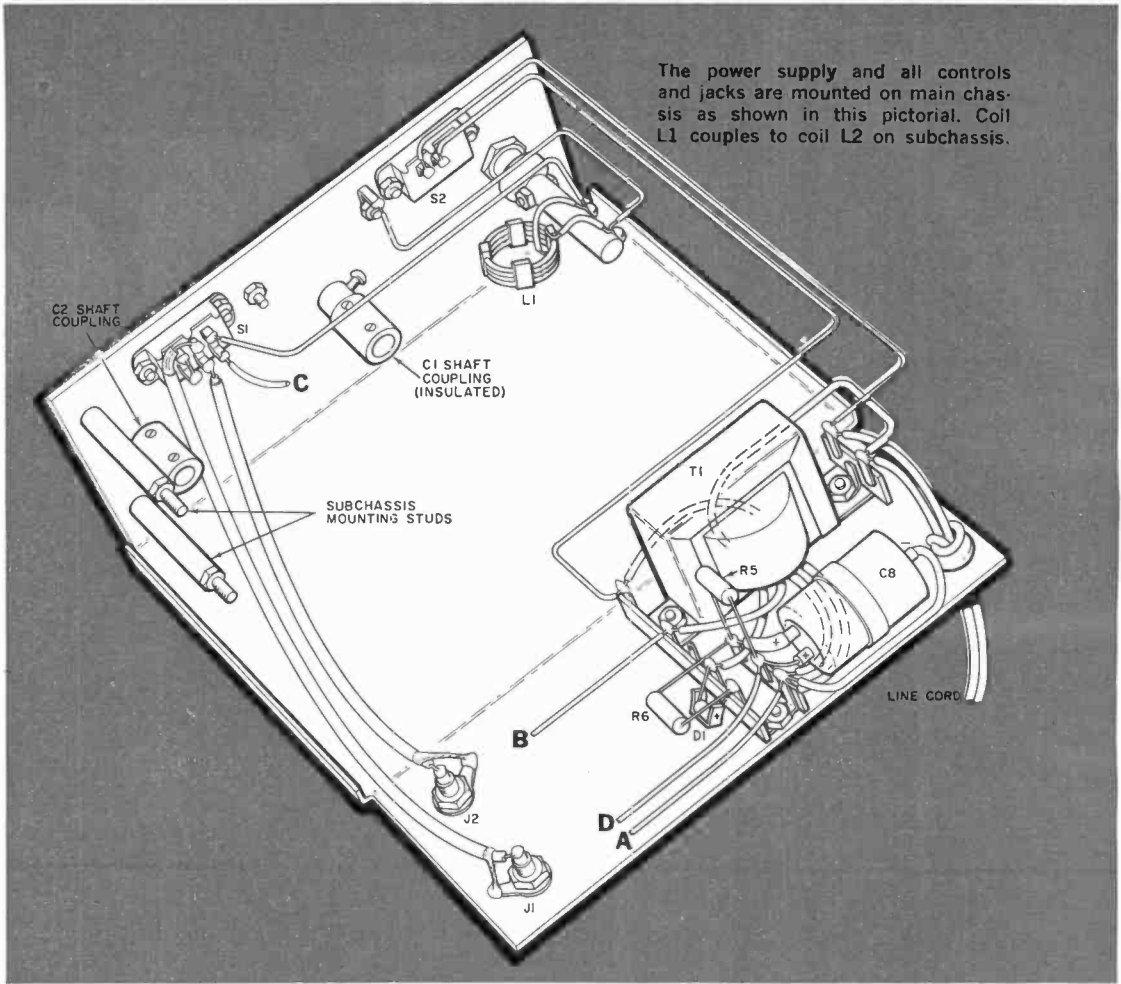 The power supply and all controls
and jacks are mounted on main chas-
sis as shown in this pictorial. Coil
L1 couples to coil L2 on subchassis.
S2
L1
C2 SHAFT
COUPLING
S1
C
C1 SHAFT
COUPLING
(INSULATED)
T1
SUBCHASSIS
MOUNTING STUDS
R5
C8
+
+
LINE CORD
R6
D1
+
B
D
A
J2
J1